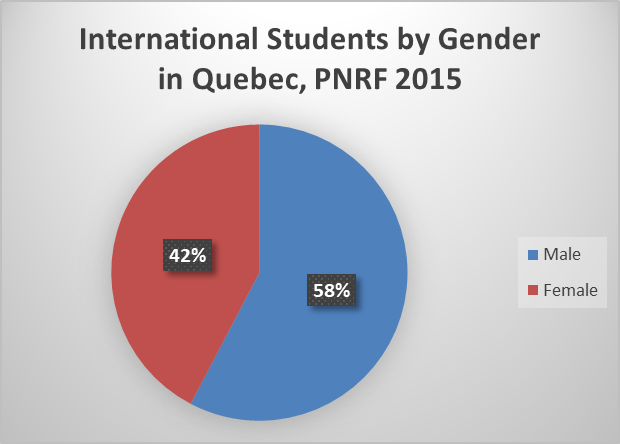 International Students by Gender
in Quebec, PNRF 2015
42%
58%
Male
Female